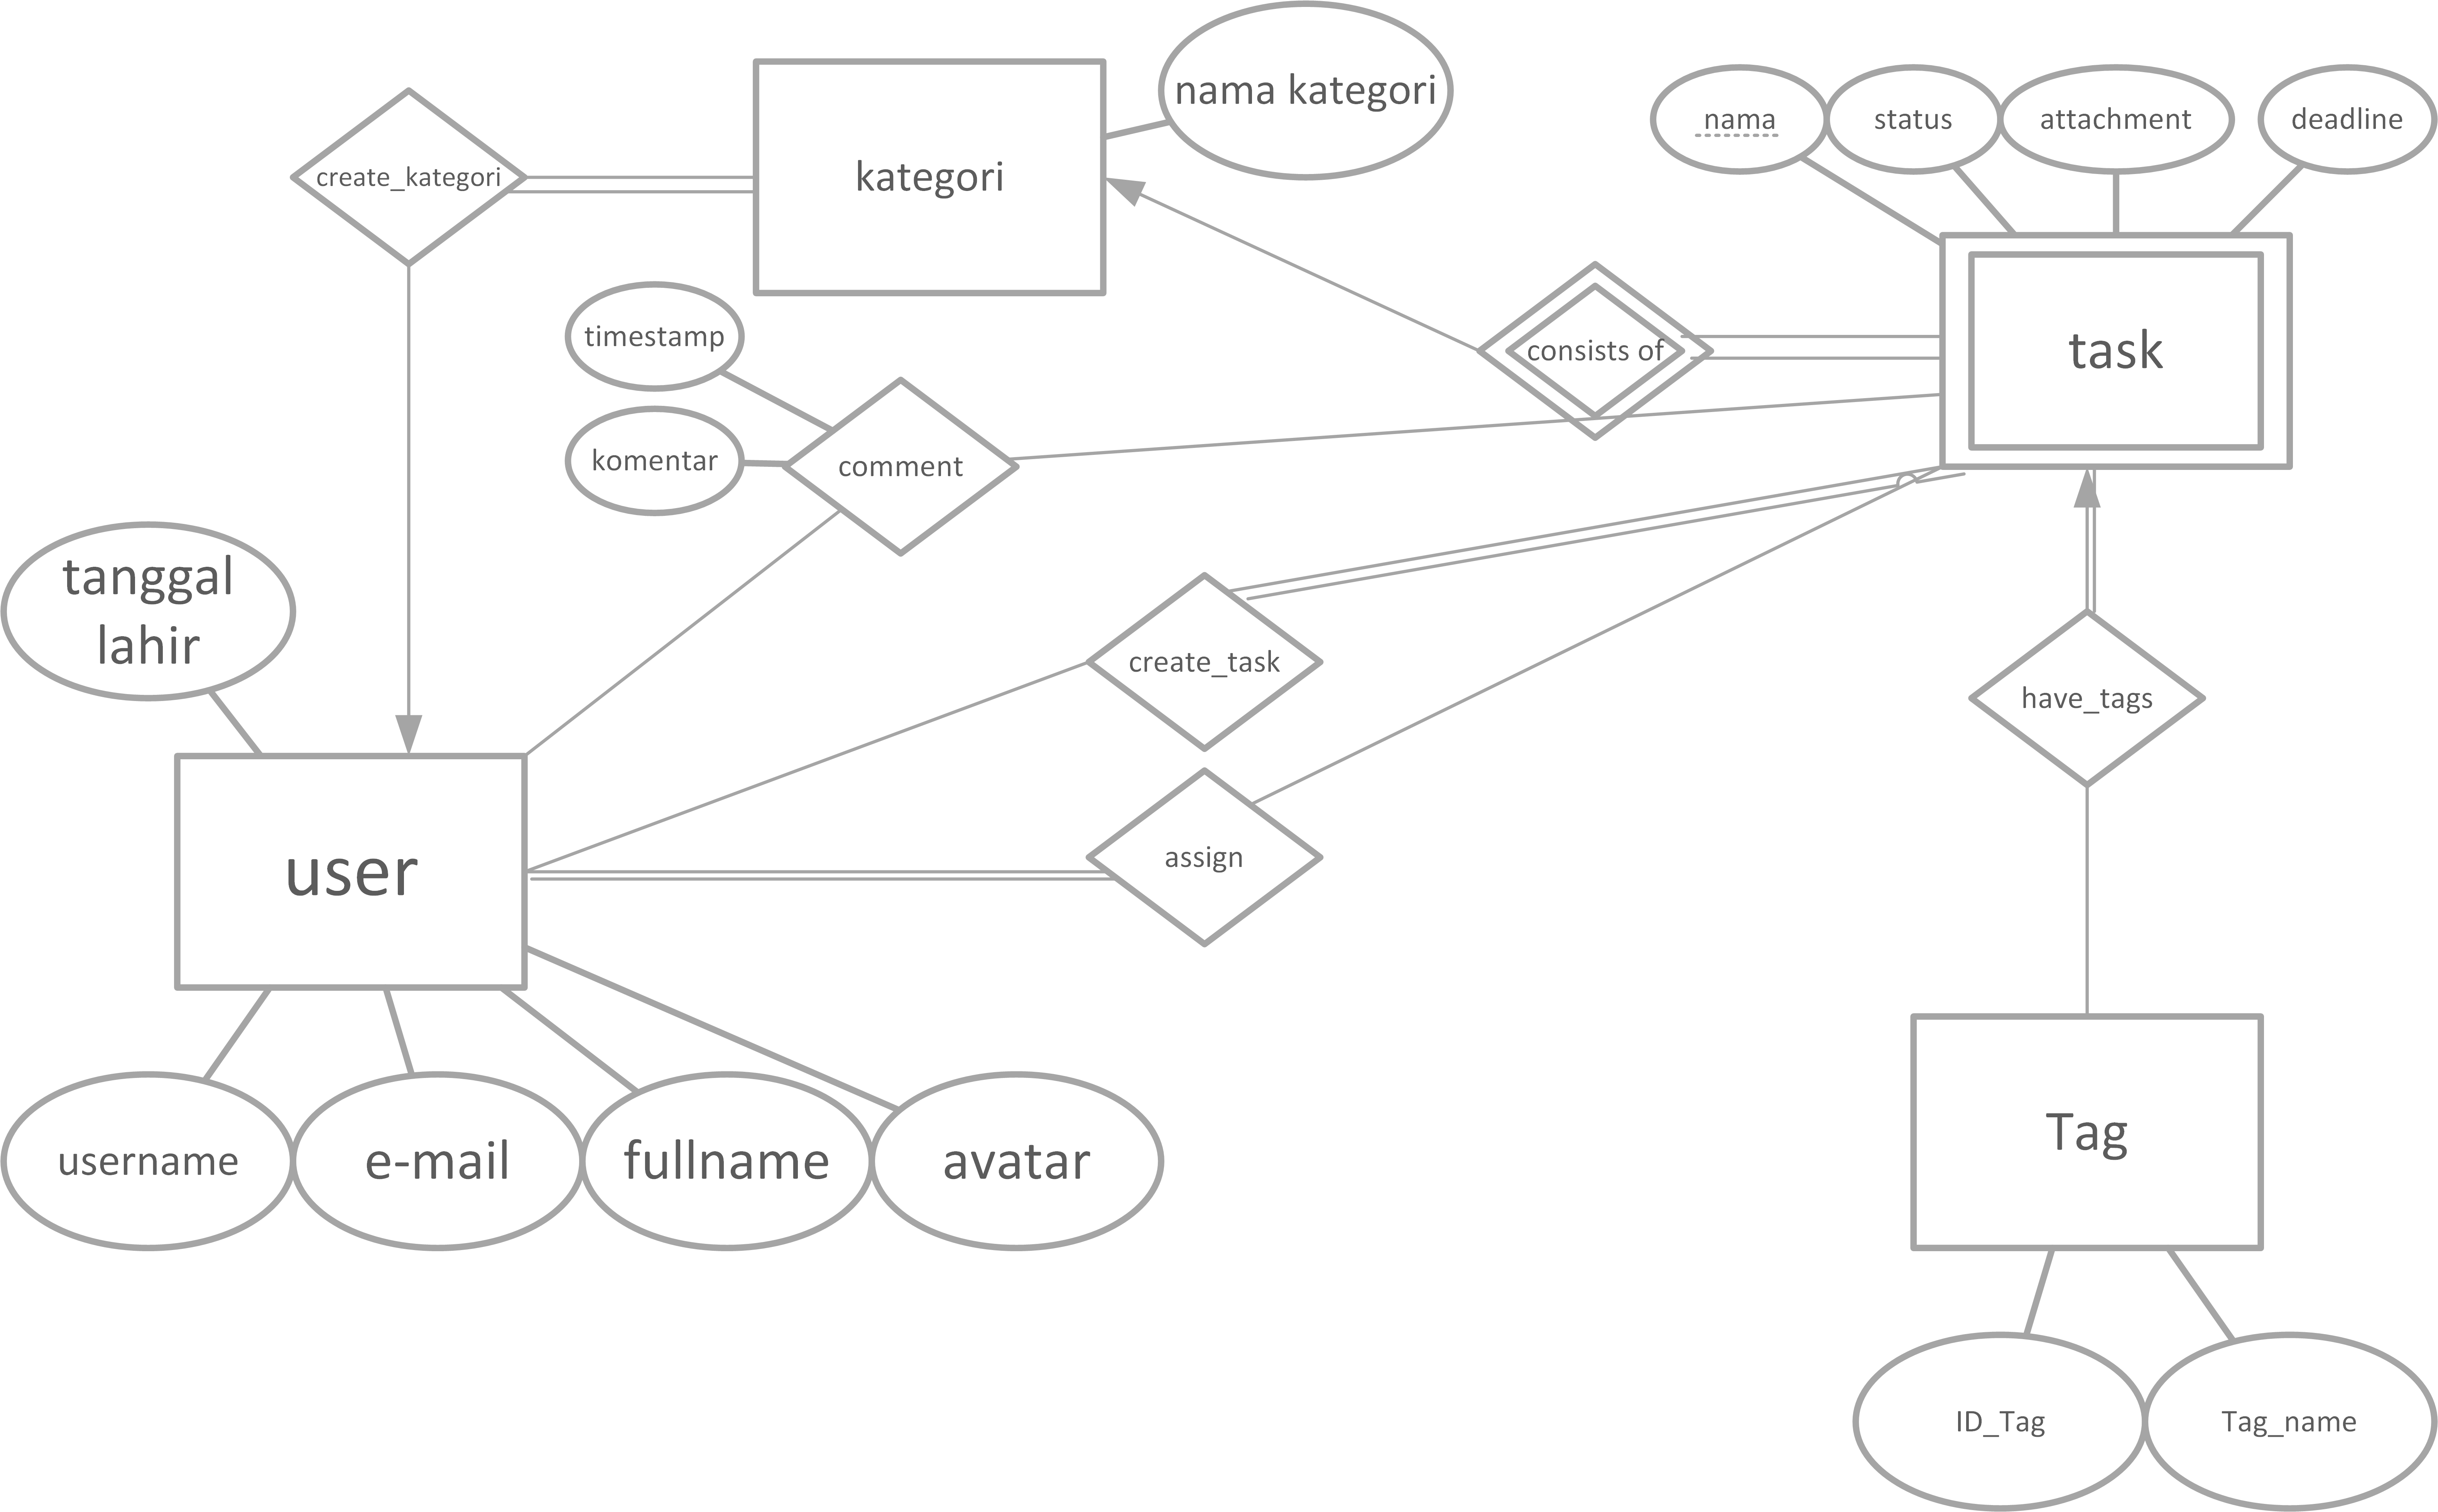 nama kategori
nama
status
attachment
deadline
create_kategori
kategori
timestamp
consists of
task
komentar
comment
tanggal
lahir
create_task
have_tags
user
assign
Tag
username
e-mail
fullname
avatar
ID_Tag
Tag_name